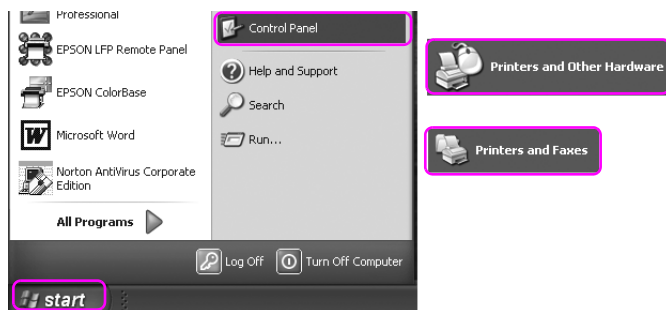 Professional
EPSON LFP Remote Panel
EPSON ColorBase
Microsoft Word
Norton AntiVirus Corporate
Edition
All Programs
Control Panel
Help and Support
Search
Run...
Log Off
Turn Off Computer
start
Printers and Other Hardware
Printers and Faxes